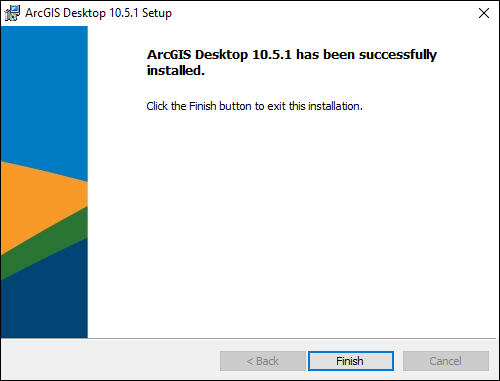 ArcGIS Desktop 10.5.1 Setup
ArcGIS Desktop 10.5.1 has been successfully
installed.
Click the Finish button to exit this installation.
< Back
Finish
Cancel